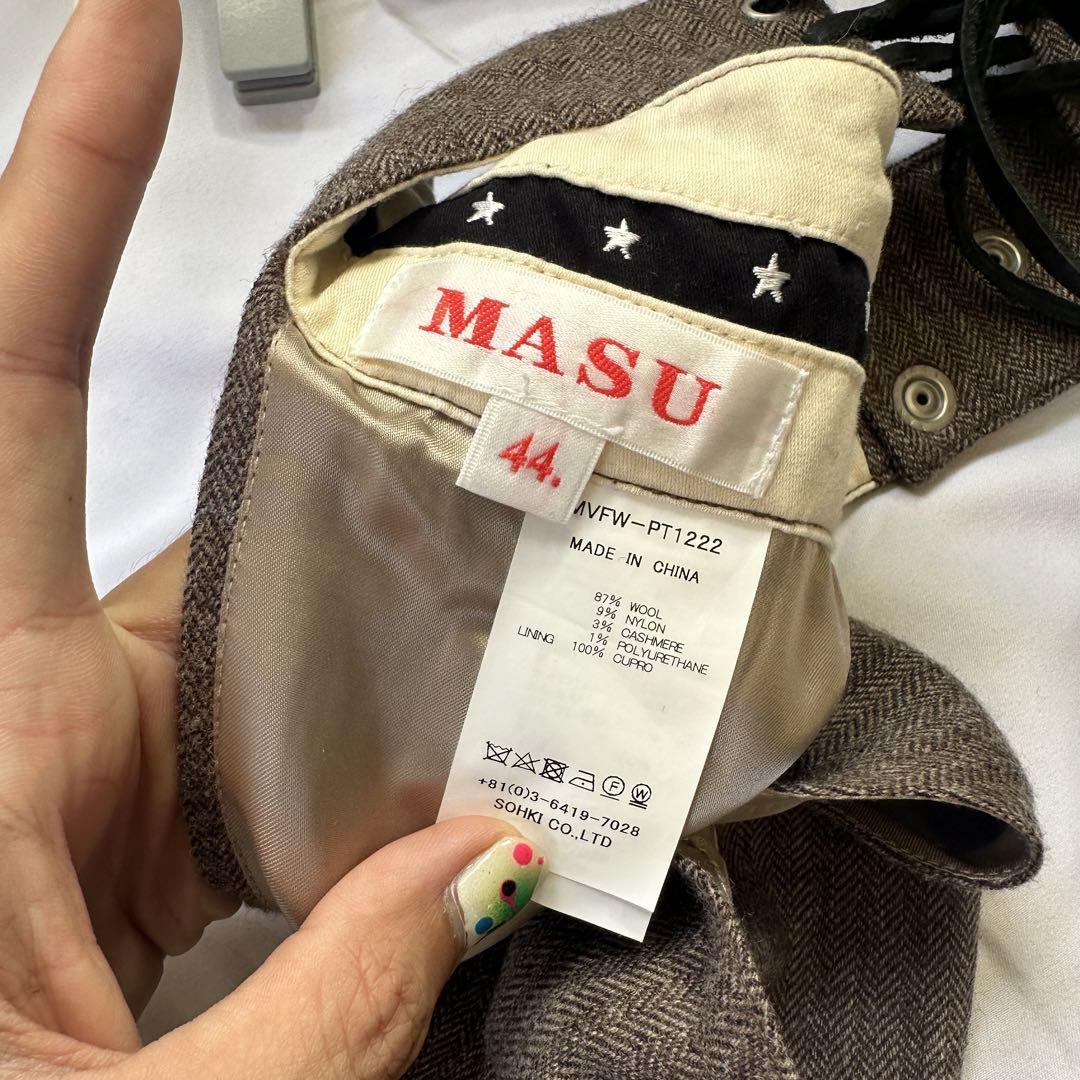 MASU
44.
MVFW-PT1222
MADE IN CHINA
87% WOOL
9% NYLON
3% CASHMERE
1% POLYURETHANE
LINING 100% CUPRO
F W
+81(0)3-6419-7028
SOHKI CO.,LTD